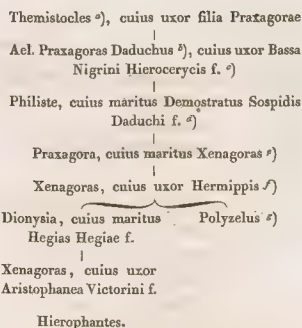 Themistocles a), cuius uxor filia Praxagorae
Ael. Praxagoras Daduchus b), cuius uxor Bassa
Nigrini Hierocerycis f. c)
Philiste, cuius maritus Demostratus Sospidis
Daduchi f. d)
Praxagora, cuius maritus Xenagoras e)
Xenagoras, cuius uxor Hermippis f)
Dionysia, cuius maritus Polyzelus g)
Hegias Hegiae f.
Xenagoras, cuius uxor
Aristophanea Victorini f.
Hierophantes.